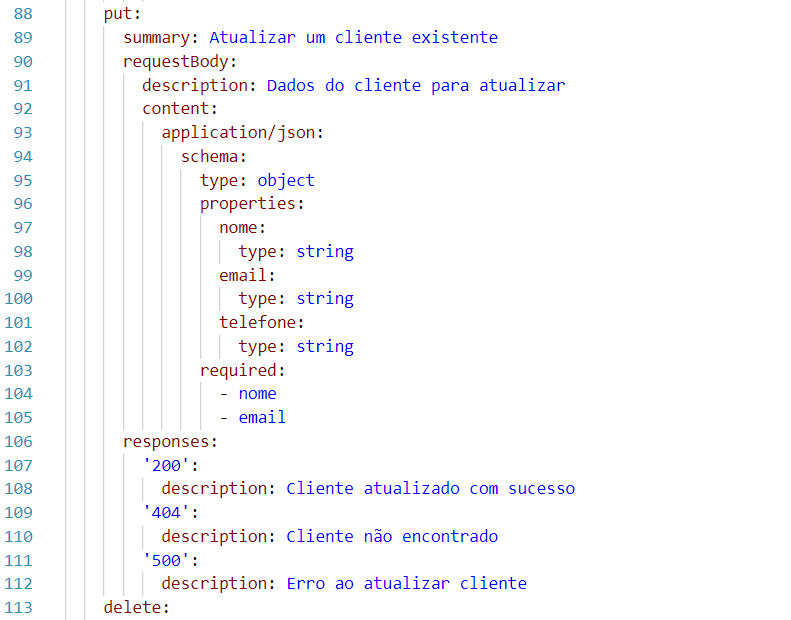 88 put:
89 summary: Atualizar um cliente existente
90 requestBody:
91 description: Dados do cliente para atualizar
92 content:
93 application/json:
94 schema:
95 type: object
96 properties:
97 nome:
98 type: string
99 email:
100 type: string
101 telefone:
102 type: string
103 required:
104 - nome
105 - email
106 responses:
107 '200':
108 description: Cliente atualizado com sucesso
109 '404':
110 description: Cliente não encontrado
111 '500':
112 description: Erro ao atualizar cliente
113 delete: